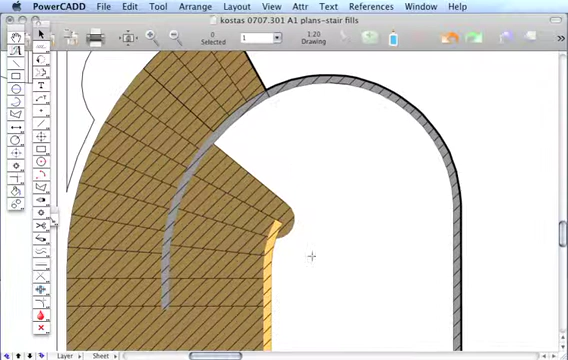 PowerCADD File Edit Layout Tool Arrange Layer Attr Text References Window Help
kostas 0707.301 A1 plans-stair fills
0 Selected 1 1:20 Drawing
T
Layer Sheet